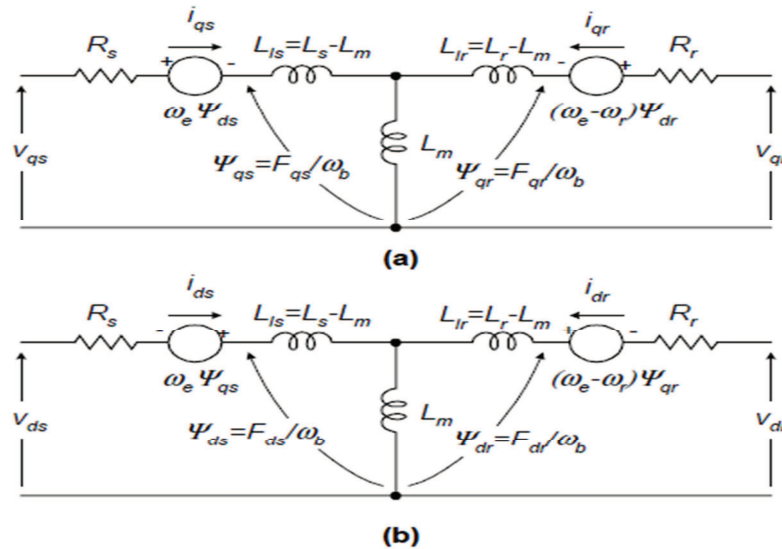 i_qs i_qr
R_s L_ls=L_s-L_m L_lr=L_r-L_m R_r
+ - - +
ω_e Ψ_ds (ω_e-ω_r)Ψ_dr
v_qs Ψ_qs=F_qs/ω_b L_m Ψ_qr=F_qr/ω_b
(a)
i_ds i_dr
R_s L_ls=L_s-L_m L_lr=L_r-L_m R_r
- + + -
ω_e Ψ_qs (ω_e-ω_r)Ψ_qr
v_ds Ψ_ds=F_ds/ω_b L_m Ψ_dr=F_dr/ω_b
(b)